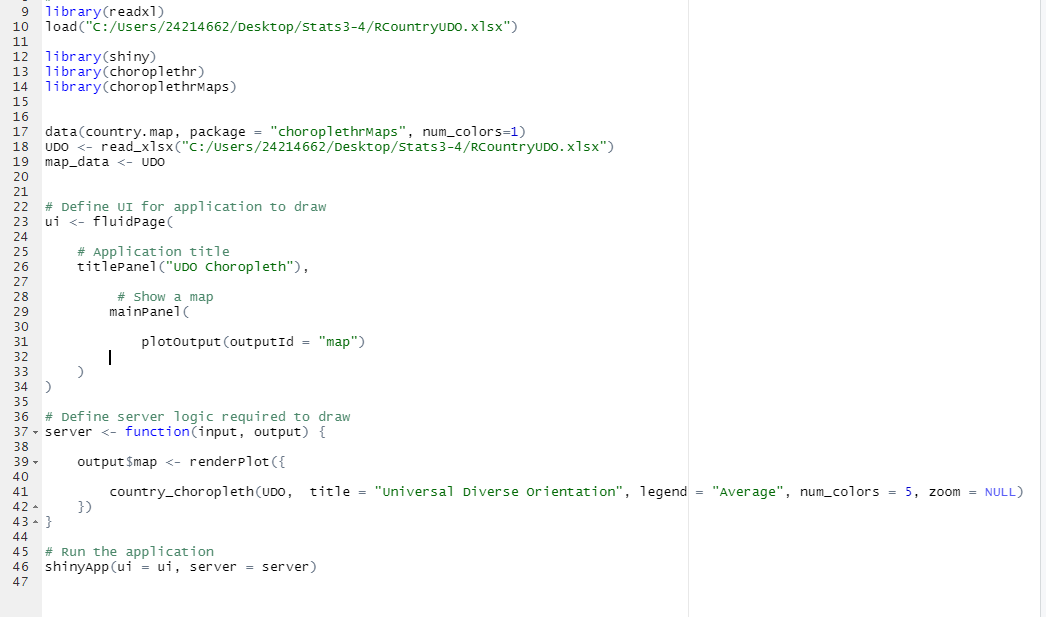 9 library(readxl)
10 load("C:/Users/24214662/Desktop/Stats3-4/RCountryUDO.xlsx")
11
12 library(shiny)
13 library(choroplethr)
14 library(choroplethrMaps)
15
16
17 data(country.map, package = "choroplethrMaps", num_colors=1)
18 UDO <- read_xlsx("C:/Users/24214662/Desktop/Stats3-4/RCountryUDO.xlsx")
19 map_data <- UDO
20
21
22 # Define UI for application to draw
23 ui <- fluidPage(
24
25     # Application title
26     titlePanel("UDO Choropleth"),
27
28          # Show a map
29         mainPanel(
30
31             plotOutput(outputId = "map")
32
33     )
34 )
35
36 # Define server logic required to draw
37 server <- function(input, output) {
38
39     output$map <- renderPlot({
40
41         country_choropleth(UDO,  title = "Universal Diverse Orientation", legend = "Average", num_colors = 5, zoom = NULL)
42     })
43 }
44
45 # Run the application
46 shinyApp(ui = ui, server = server)
47